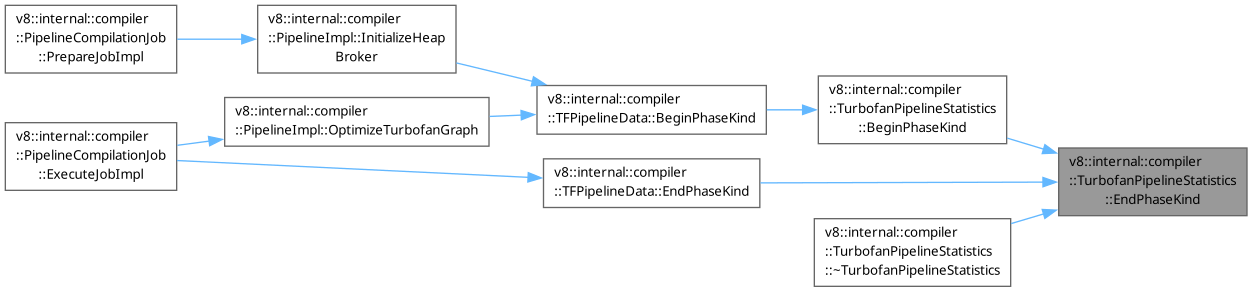 v8::internal::compiler
::PipelineCompilationJob
::PrepareJobImpl
v8::internal::compiler
::PipelineImpl::InitializeHeap
Broker
v8::internal::compiler
::PipelineCompilationJob
::ExecuteJobImpl
v8::internal::compiler
::PipelineImpl::OptimizeTurbofanGraph
v8::internal::compiler
::TFPipelineData::BeginPhaseKind
v8::internal::compiler
::TFPipelineData::EndPhaseKind
v8::internal::compiler
::TurbofanPipelineStatistics
::BeginPhaseKind
v8::internal::compiler
::TurbofanPipelineStatistics
::~TurbofanPipelineStatistics
v8::internal::compiler
::TurbofanPipelineStatistics
::EndPhaseKind